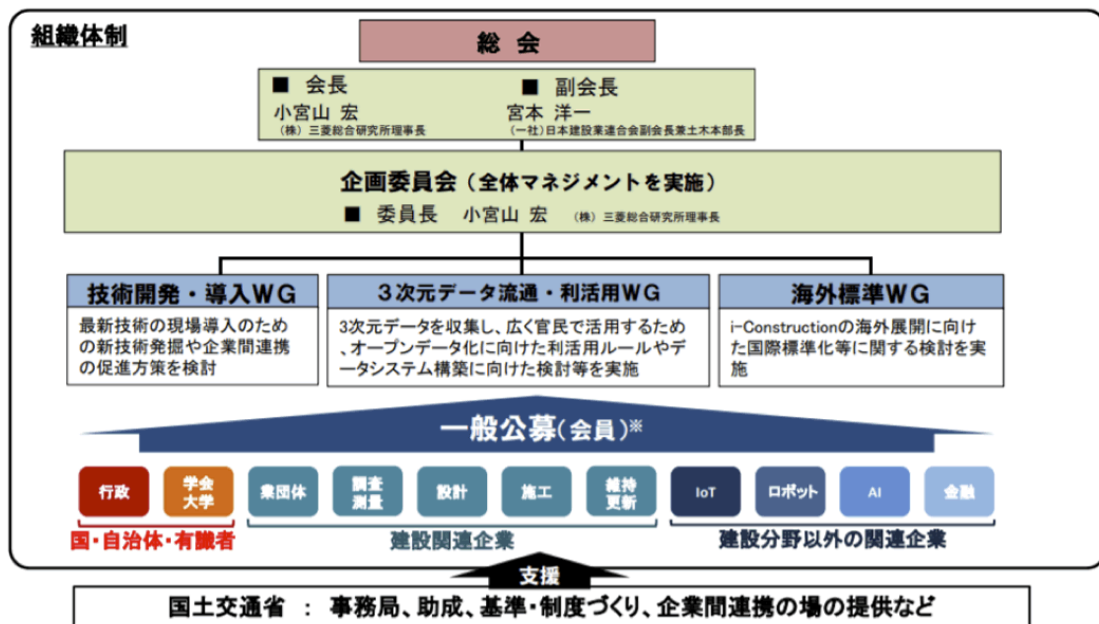 組織体制
総 会
■ 会長
小宮山 宏
(株) 三菱総合研究所理事長
■ 副会長
宮本 洋一
(一社)日本建設業連合会副会長兼土木本部長
企画委員会 (全体マネジメントを実施)
■ 委員長 小宮山 宏 (株) 三菱総合研究所理事長
技術開発・導入WG
最新技術の現場導入のため
の新技術発掘や企業間連携
の促進方策を検討
3次元データ流通・利活用WG
3次元データを収集し、広く官民で活用するため
、オープンデータ化に向けた利活用ルールやデ
ータシステム構築に向けた検討等を実施
海外標準WG
i-Constructionの海外展開に向け
た国際標準化等に関する検討を実
施
一般公募(会員)※
行政
学会
大学
業団体
調査
測量
設計
施工
維持
更新
IoT
ロボット
AI
金融
国・自治体・有識者
建設関連企業
建設分野以外の関連企業
支援
国土交通省 : 事務局、助成、基準・制度づくり、企業間連携の場の提供など